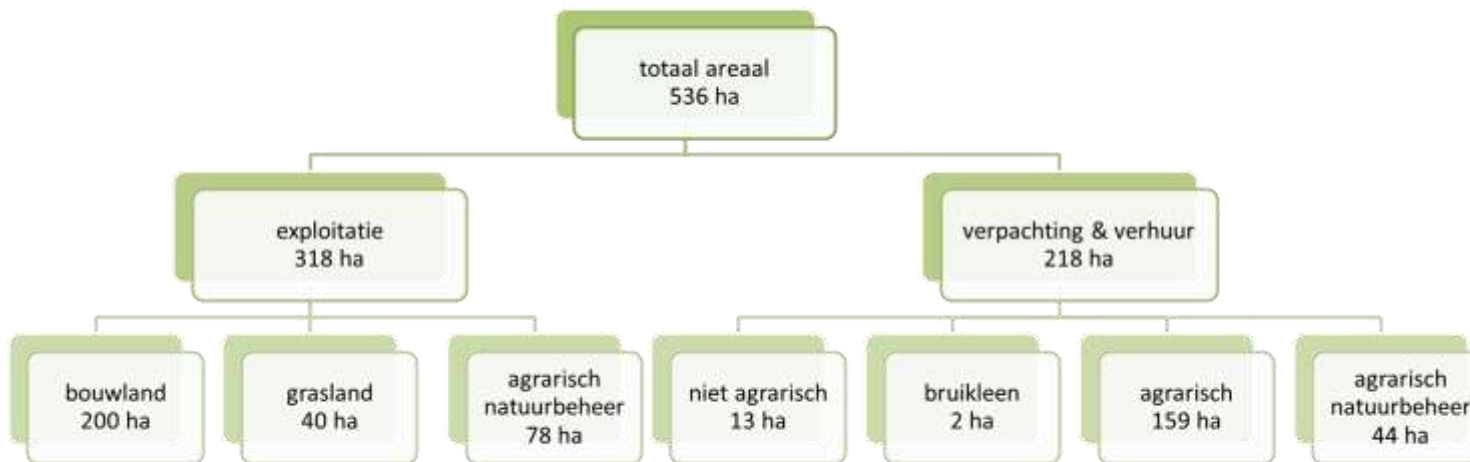 totaal areaal
536 ha
exploitatie
318 ha
verpachting & verhuur
218 ha
bouwland
200 ha
grasland
40 ha
agrarisch
natuurbeheer
78 ha
niet agrarisch
13 ha
bruikleen
2 ha
agrarisch
159 ha
agrarisch
natuurbeheer
44 ha